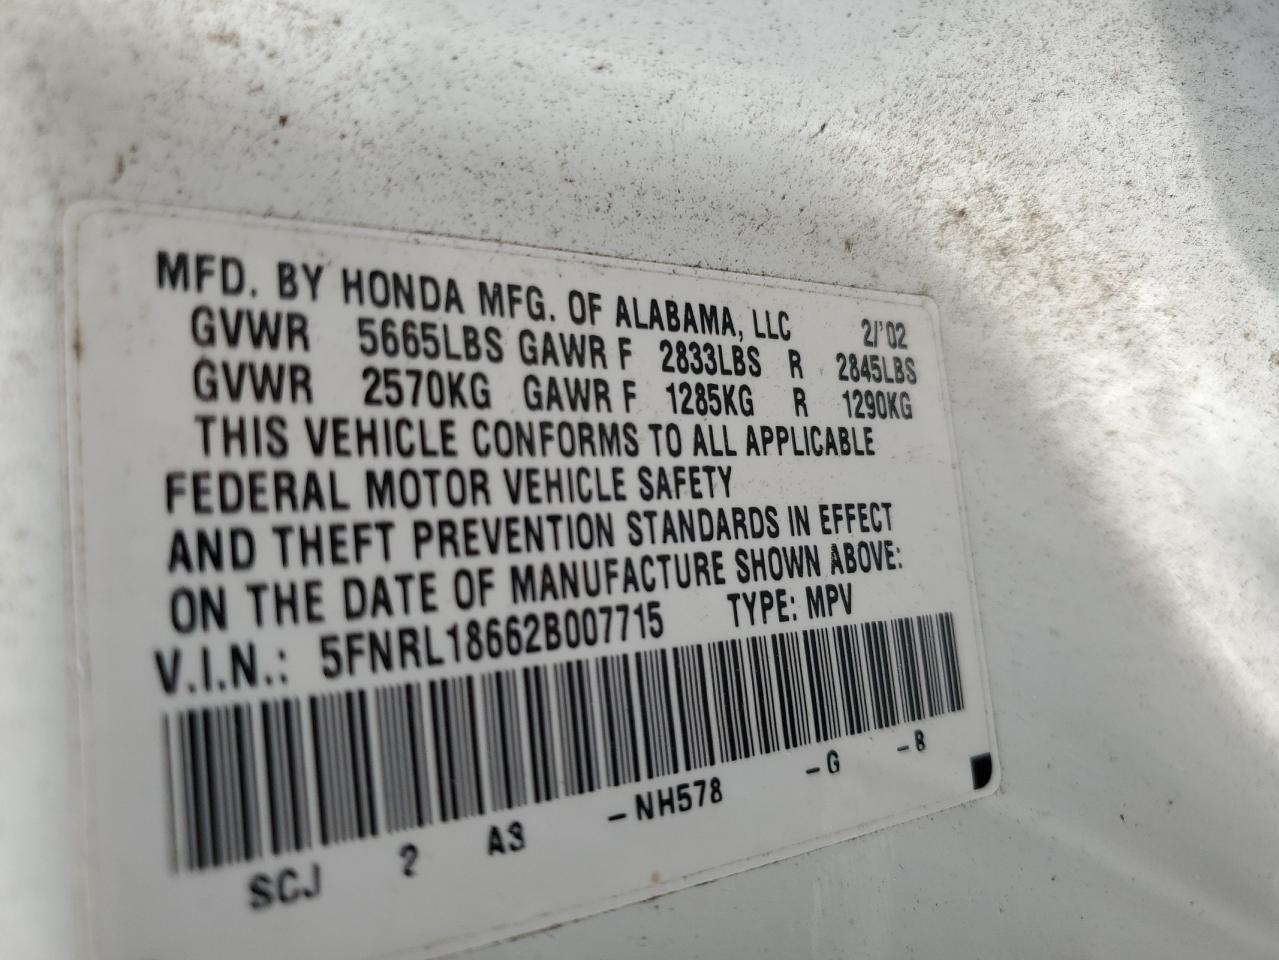 MFD. BY HONDA MFG. OF ALABAMA, LLC 2/'02
GVWR 5665LBS GAWR F 2833LBS R 2845LBS
GVWR 2570KG GAWR F 1285KG R 1290KG
THIS VEHICLE CONFORMS TO ALL APPLICABLE
FEDERAL MOTOR VEHICLE SAFETY
AND THEFT PREVENTION STANDARDS IN EFFECT
ON THE DATE OF MANUFACTURE SHOWN ABOVE:
V.I.N.: 5FNRL18662B007715 TYPE: MPV
SCJ 2 A3 -NH578 -G -8